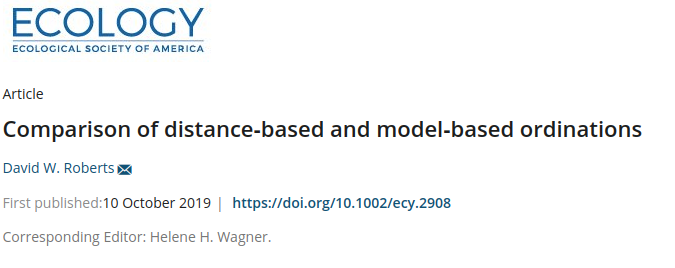 ECOLOGY
ECOLOGICAL SOCIETY OF AMERICA
Article
Comparison of distance-based and model-based ordinations
David W. Roberts
First published:10 October 2019 | https://doi.org/10.1002/ecy.2908
Corresponding Editor: Helene H. Wagner.